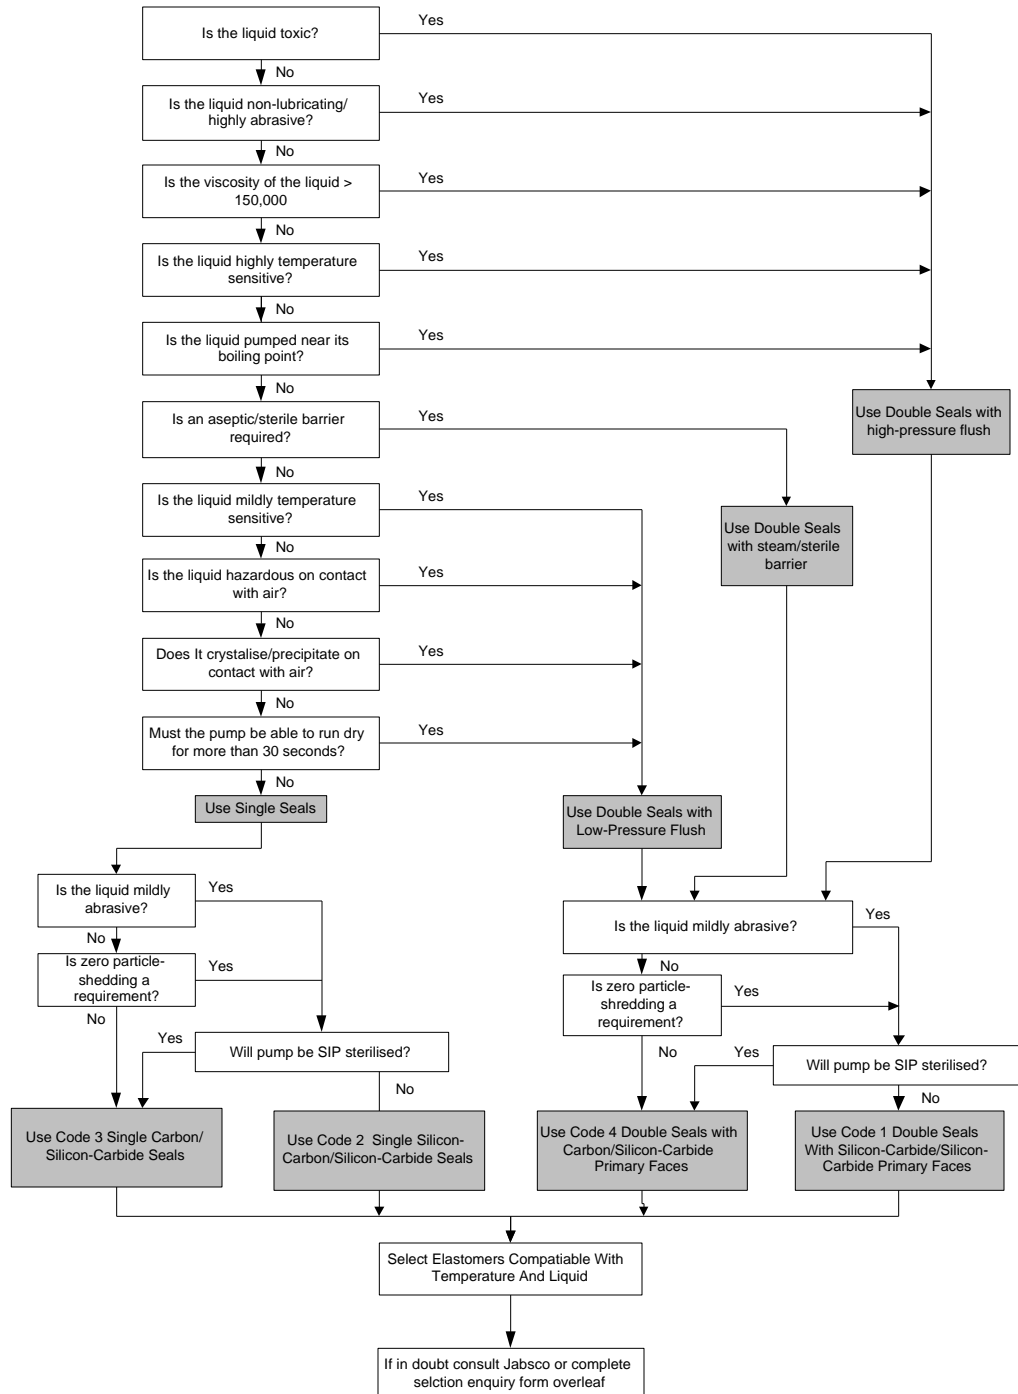 Is the liquid toxic?
Yes
No
Is the liquid non-lubricating/
highly abrasive?
Yes
No
Is the viscosity of the liquid >
150,000
Yes
No
Is the liquid highly temperature
sensitive?
Yes
No
Is the liquid pumped near its
boiling point?
Yes
No
Use Double Seals with
high-pressure flush
Is an aseptic/sterile barrier
required?
Yes
No
Is the liquid mildly temperature
sensitive?
Yes
No
Use Double Seals
with steam/sterile
barrier
Is the liquid hazardous on contact
with air?
Yes
No
Does It crystalise/precipitate on
contact with air?
Yes
No
Must the pump be able to run dry
for more than 30 seconds?
Yes
No
Use Single Seals
Use Double Seals with
Low-Pressure Flush
Is the liquid mildly
abrasive?
Yes
No
Is zero particle-
shedding a
requirement?
Yes
No
Will pump be SIP sterilised?
Yes
No
Is the liquid mildly abrasive?
Yes
No
Is zero particle-
shredding a
requirement?
Yes
No
Will pump be SIP sterilised?
Yes
No
Use Code 3 Single Carbon/
Silicon-Carbide Seals
Use Code 2 Single Silicon-
Carbon/Silicon-Carbide Seals
Use Code 4 Double Seals with
Carbon/Silicon-Carbide
Primary Faces
Use Code 1 Double Seals
With Silicon-Carbide/Silicon-
Carbide Primary Faces
Select Elastomers Compatiable With
Temperature And Liquid
If in doubt consult Jabsco or complete
selction enquiry form overleaf